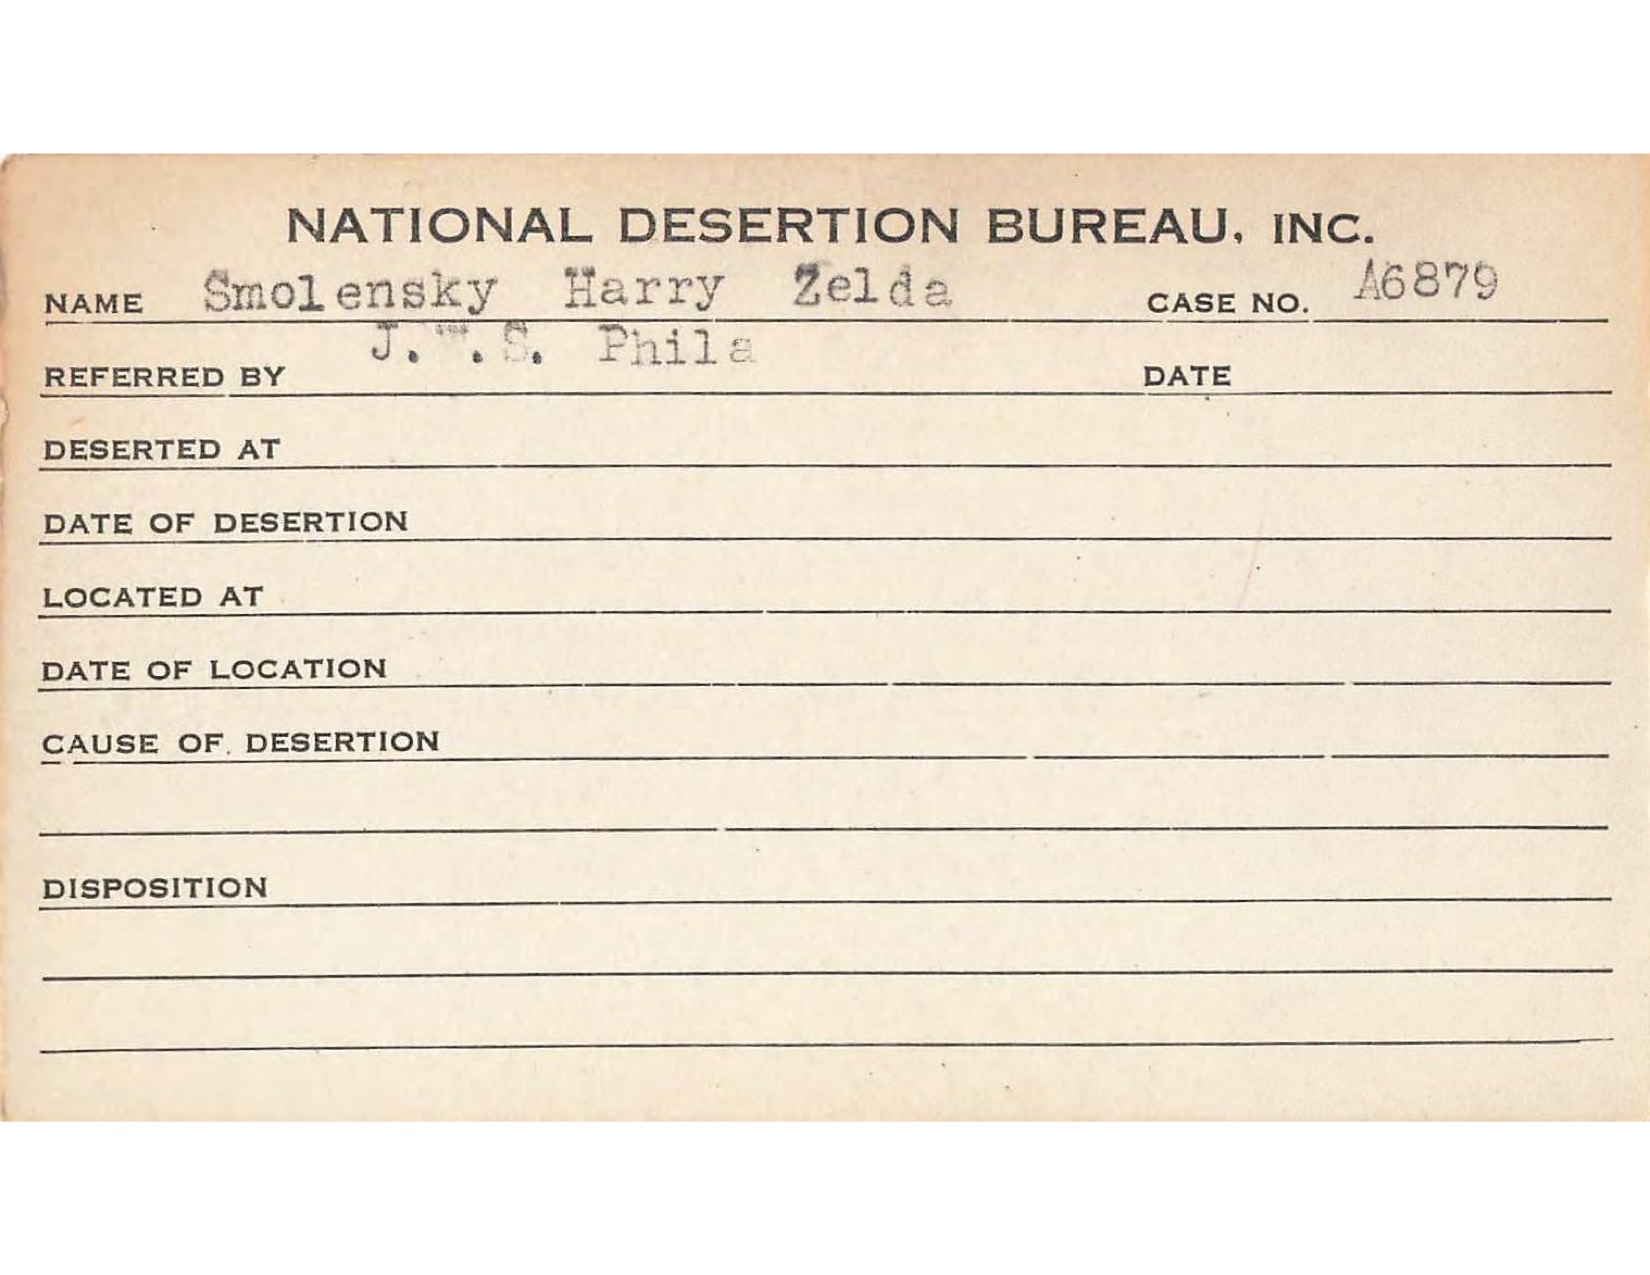 NATIONAL DESERTION BUREAU, INC.
NAME Smolensky Harry Zelda CASE NO. A6879
REFERRED BY Phila DATE
DESERTED AT
DATE OF DESERTION
LOCATED AT
DATE OF LOCATION
CAUSE OF DESERTION
DISPOSITION